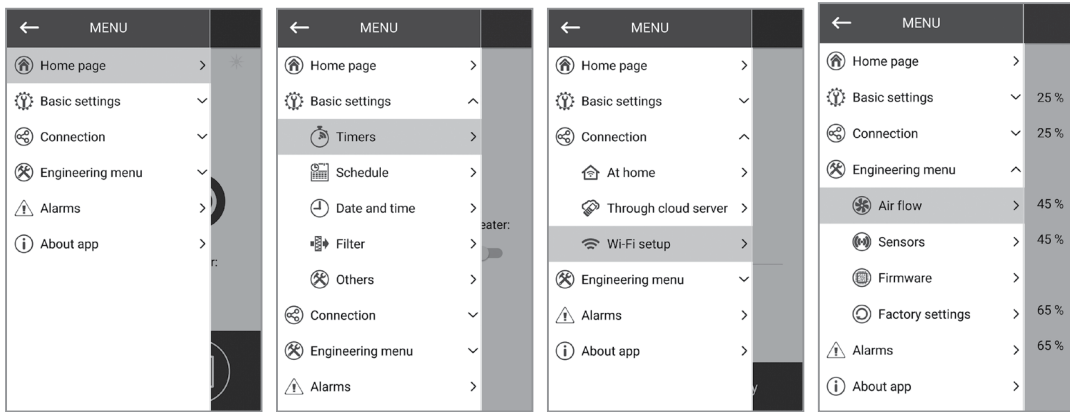 MENU
Home page
Basic settings
Connection
Engineering menu
Alarms
About app
r:
MENU
Home page
Basic settings
Timers
Schedule
Date and time
Filter
Others
Connection
Engineering menu
Alarms
eater:
MENU
Home page
Basic settings
Connection
At home
Through cloud server
Wi-Fi setup
Engineering menu
Alarms
About app
y
MENU
Home page
Basic settings 25 %
Connection 25 %
Engineering menu
Air flow 45 %
Sensors 45 %
Firmware
Factory settings 65 %
Alarms 65 %
About app